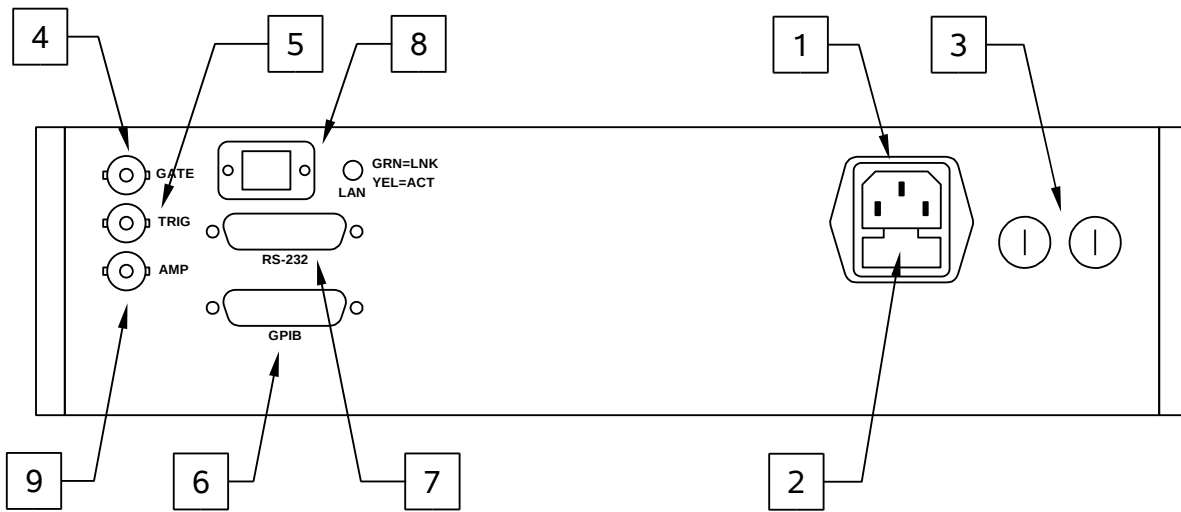 4
5
8
1
3
GATE
GRN=LNK
YEL=ACT
LAN
TRIG
RS-232
AMP
GPIB
9
6
7
2